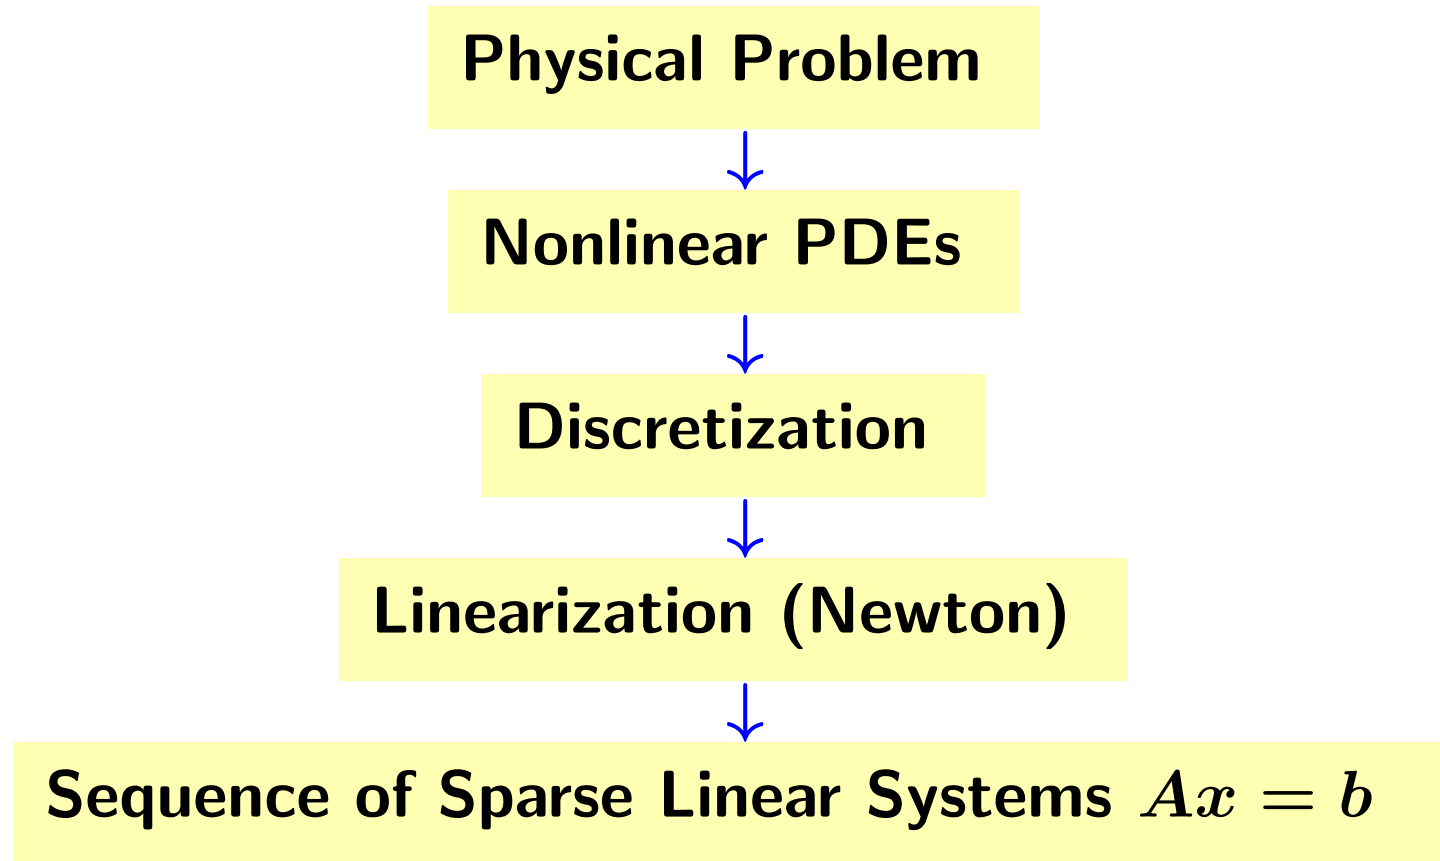 Physical Problem
Nonlinear PDEs
Discretization
Linearization (Newton)
Sequence of Sparse Linear Systems Ax = b